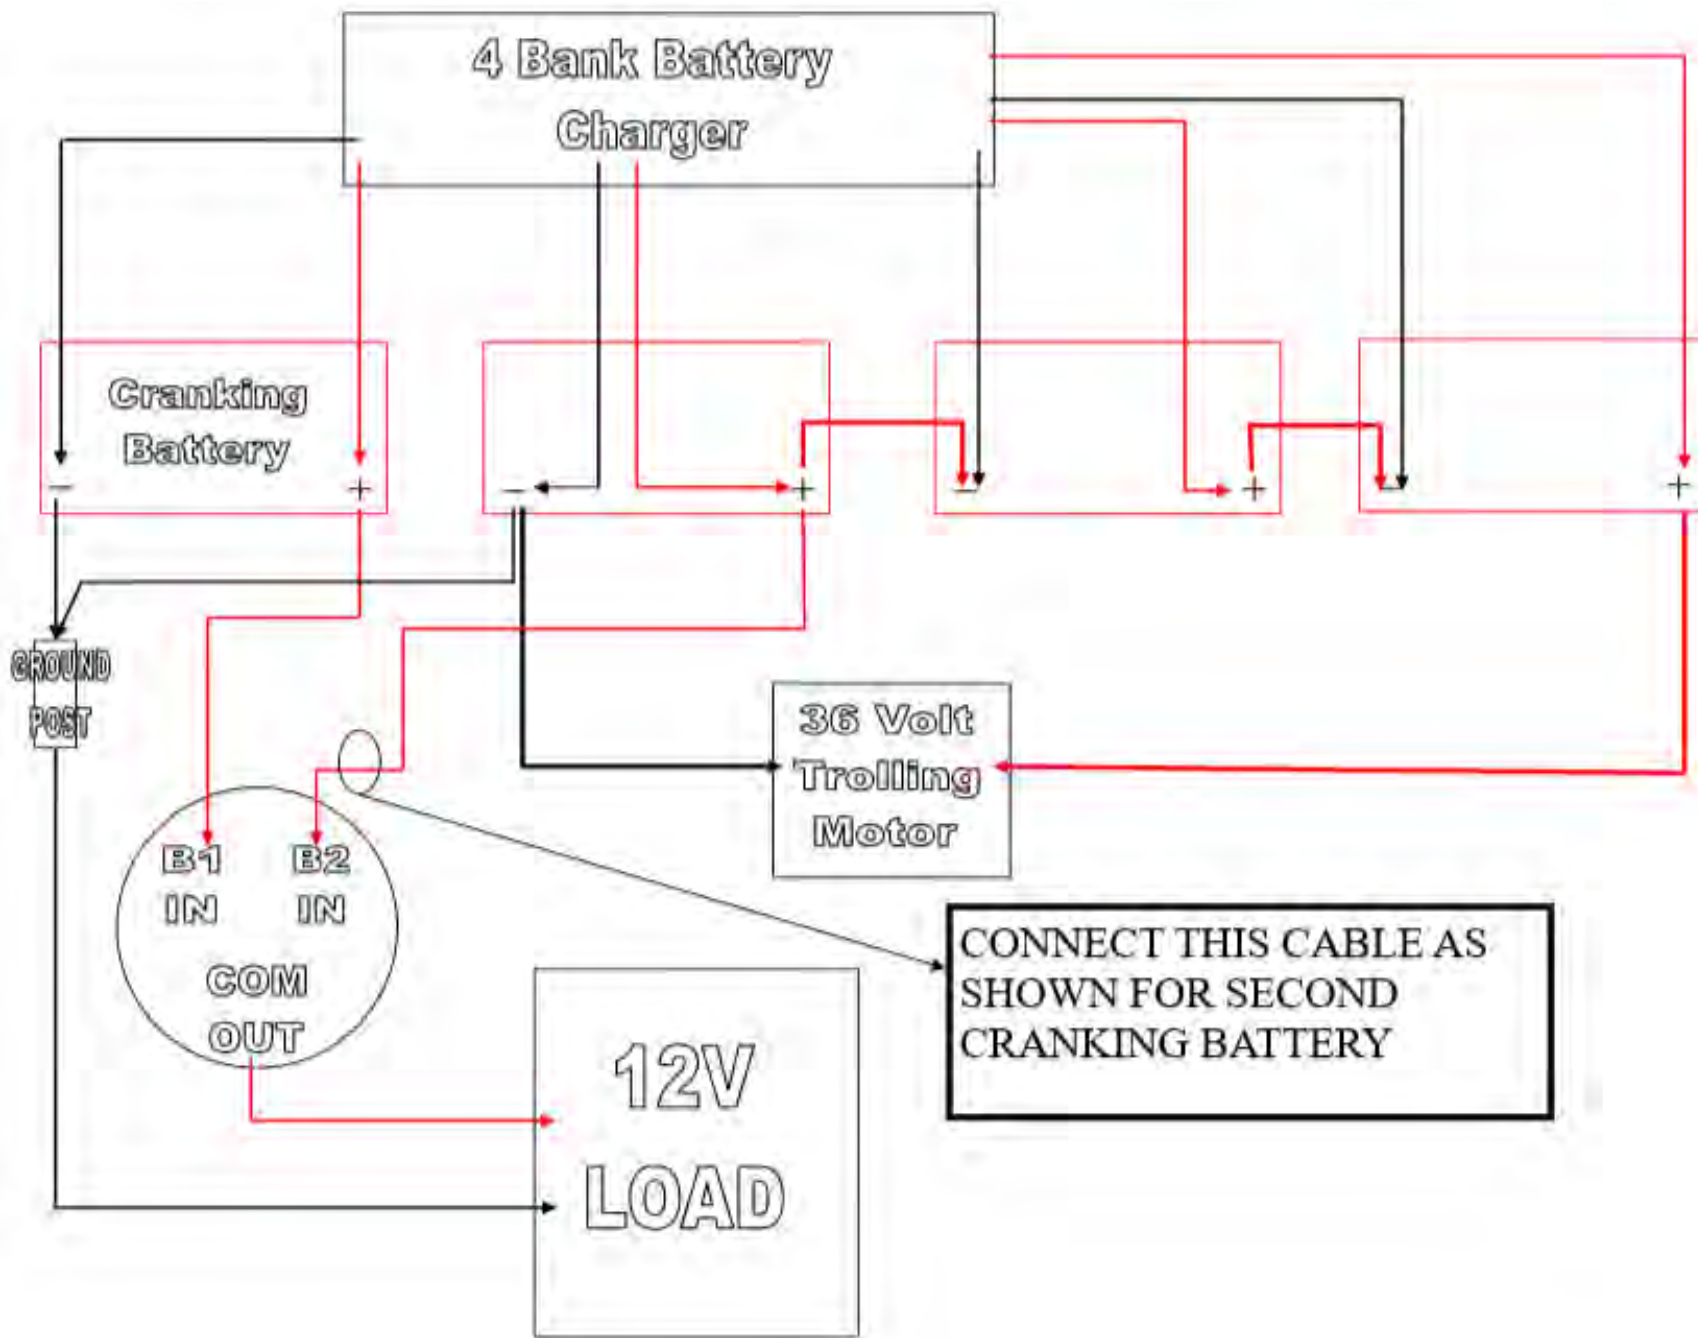 4 Bank Battery
Charger
Cranking
Battery
−
+
−
+
−
+
−
+
GROUND
POST
36 Volt
Trolling
Motor
B1
IN
B2
IN
COM
OUT
CONNECT THIS CABLE AS
SHOWN FOR SECOND
CRANKING BATTERY
12V
LOAD